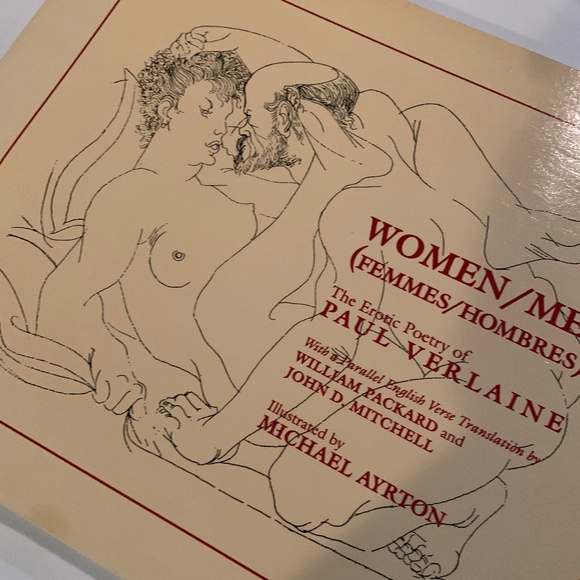 WOMEN/ME
(FEMMES/HOMBRES)
The Erotic Poetry of
PAUL VERLAINE
With a Parallel English Verse Translation by
WILLIAM PACKARD and
JOHN D. MITCHELL
Illustrated by
MICHAEL AYRTON